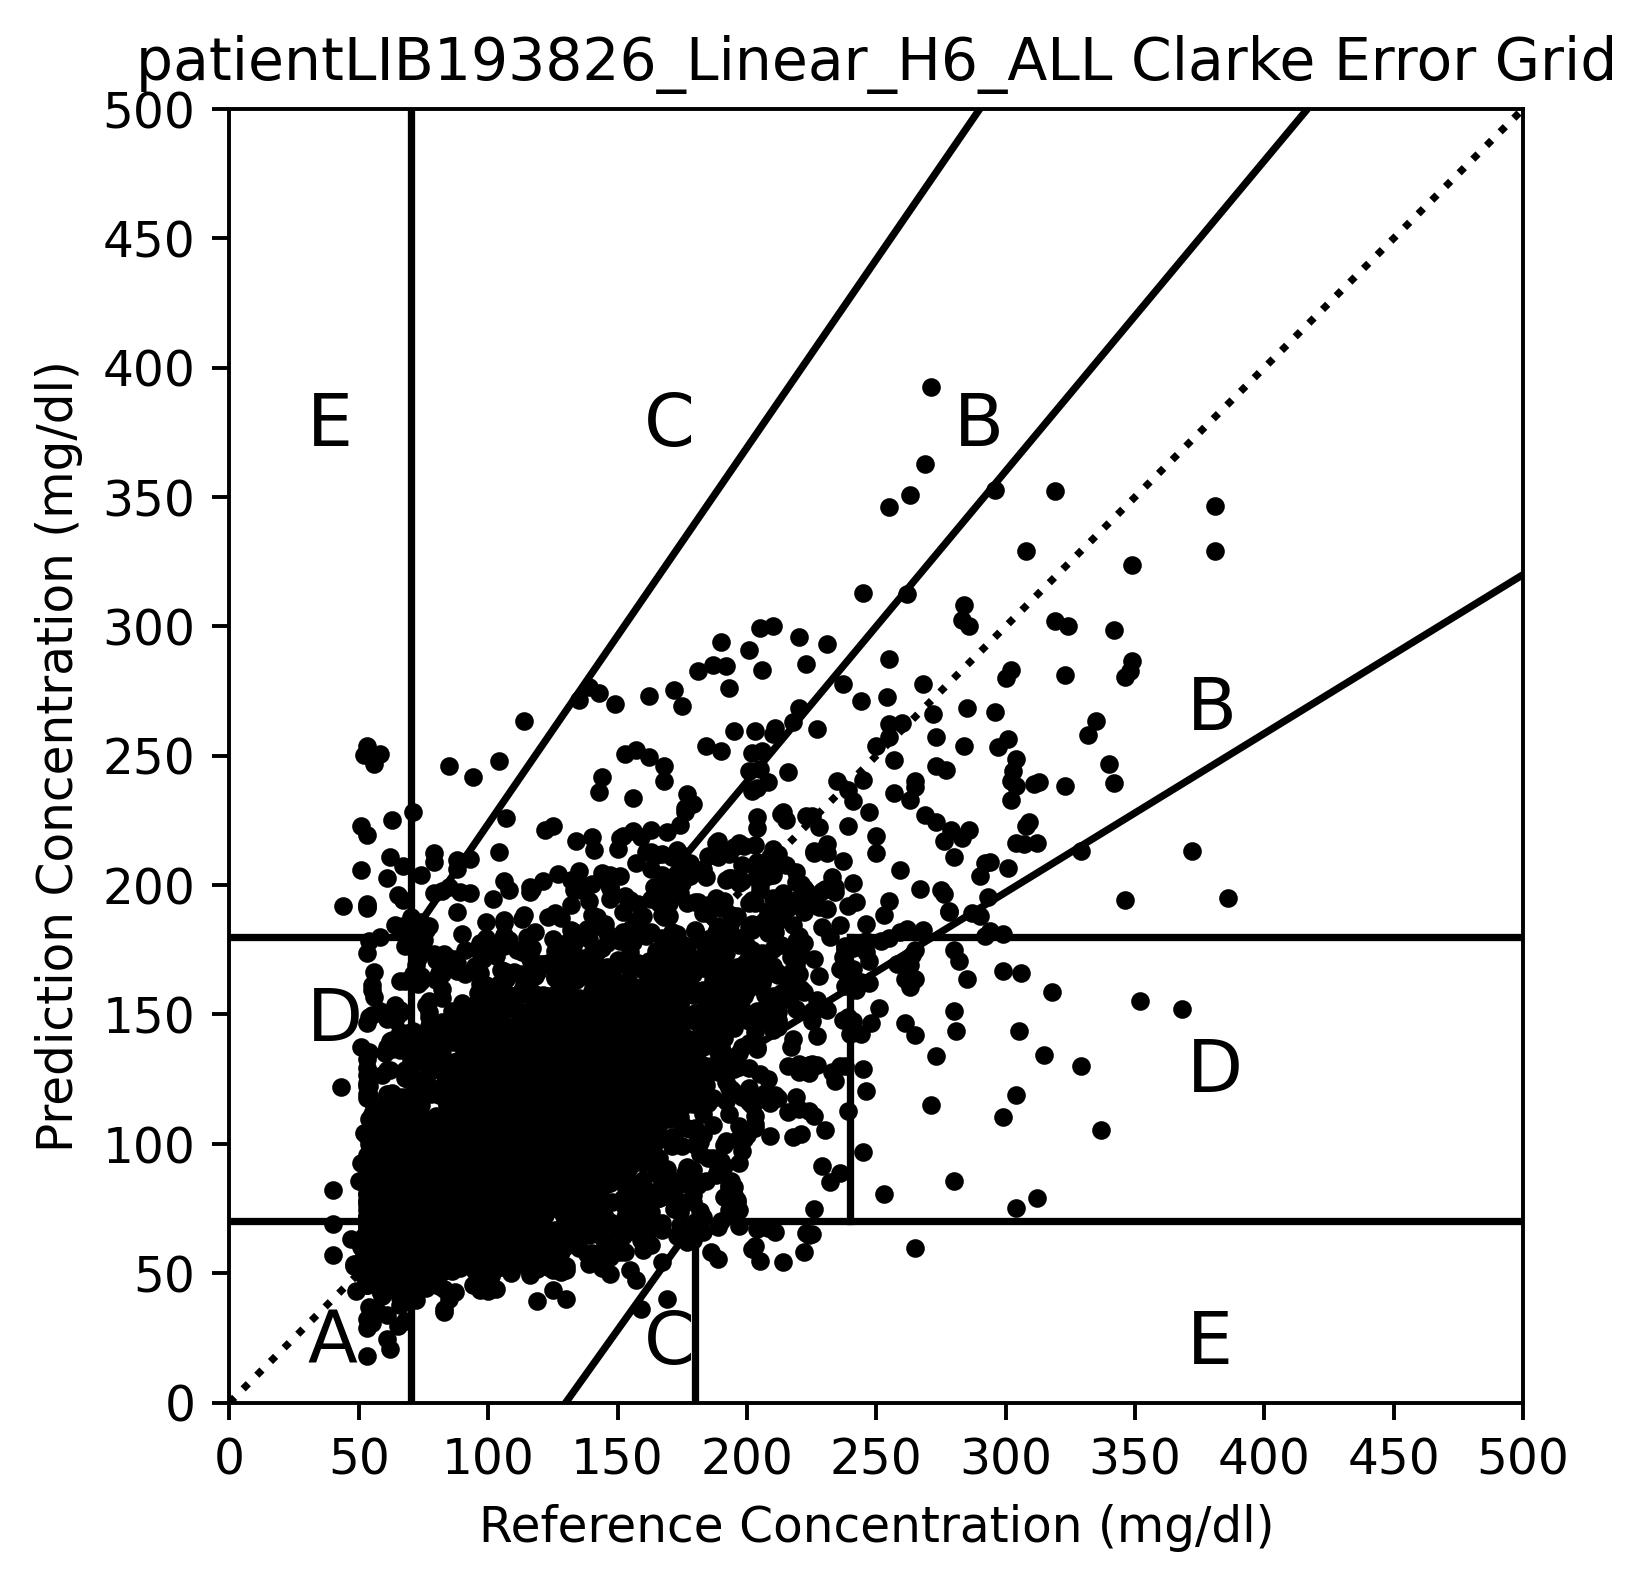 patientLIB193826_Linear_H6_ALL Clarke Error Grid
500
450
400
350
300
250
200
150
100
50
0
Prediction Concentration (mg/dl)
E
C
B
B
D
D
A
C
E
0 50 100 150 200 250 300 350 400 450 500
Reference Concentration (mg/dl)